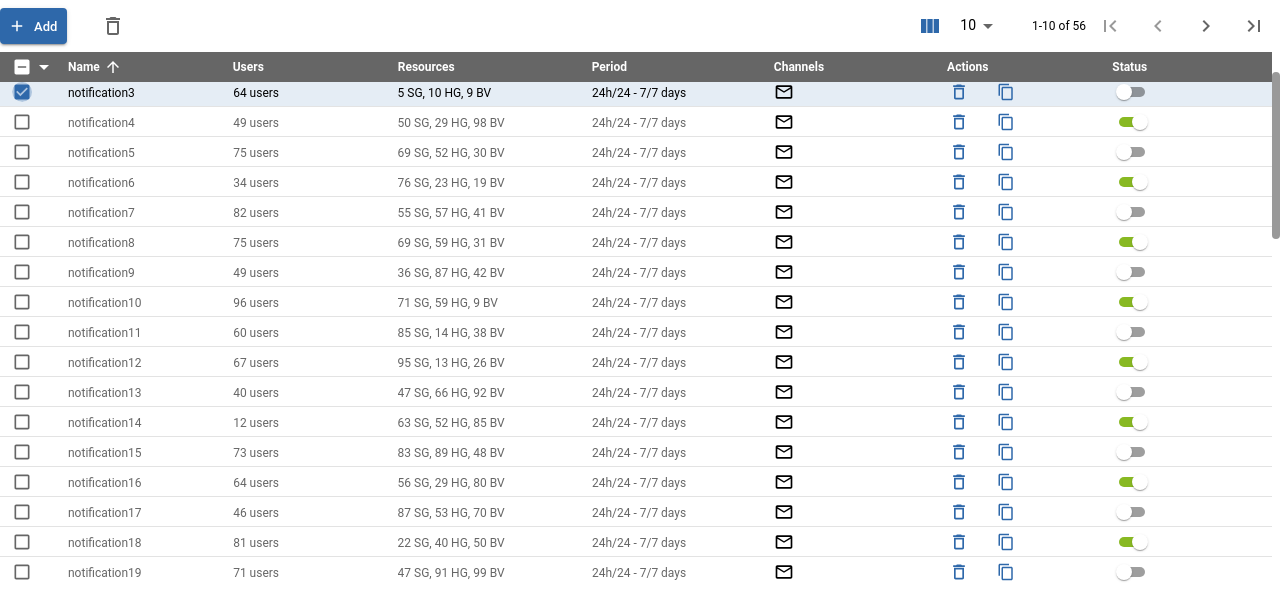 Add 10 1-10 of 56
Name Users Resources Period Channels Actions Status
notification3 64 users 5 SG, 10 HG, 9 BV 24h/24 - 7/7 days
notification4 49 users 50 SG, 29 HG, 98 BV 24h/24 - 7/7 days
notification5 75 users 69 SG, 52 HG, 30 BV 24h/24 - 7/7 days
notification6 34 users 76 SG, 23 HG, 19 BV 24h/24 - 7/7 days
notification7 82 users 55 SG, 57 HG, 41 BV 24h/24 - 7/7 days
notification8 75 users 69 SG, 59 HG, 31 BV 24h/24 - 7/7 days
notification9 49 users 36 SG, 87 HG, 42 BV 24h/24 - 7/7 days
notification10 96 users 71 SG, 59 HG, 9 BV 24h/24 - 7/7 days
notification11 60 users 85 SG, 14 HG, 38 BV 24h/24 - 7/7 days
notification12 67 users 95 SG, 13 HG, 26 BV 24h/24 - 7/7 days
notification13 40 users 47 SG, 66 HG, 92 BV 24h/24 - 7/7 days
notification14 12 users 63 SG, 52 HG, 85 BV 24h/24 - 7/7 days
notification15 73 users 83 SG, 89 HG, 48 BV 24h/24 - 7/7 days
notification16 64 users 56 SG, 29 HG, 80 BV 24h/24 - 7/7 days
notification17 46 users 87 SG, 53 HG, 70 BV 24h/24 - 7/7 days
notification18 81 users 22 SG, 40 HG, 50 BV 24h/24 - 7/7 days
notification19 71 users 47 SG, 91 HG, 99 BV 24h/24 - 7/7 days